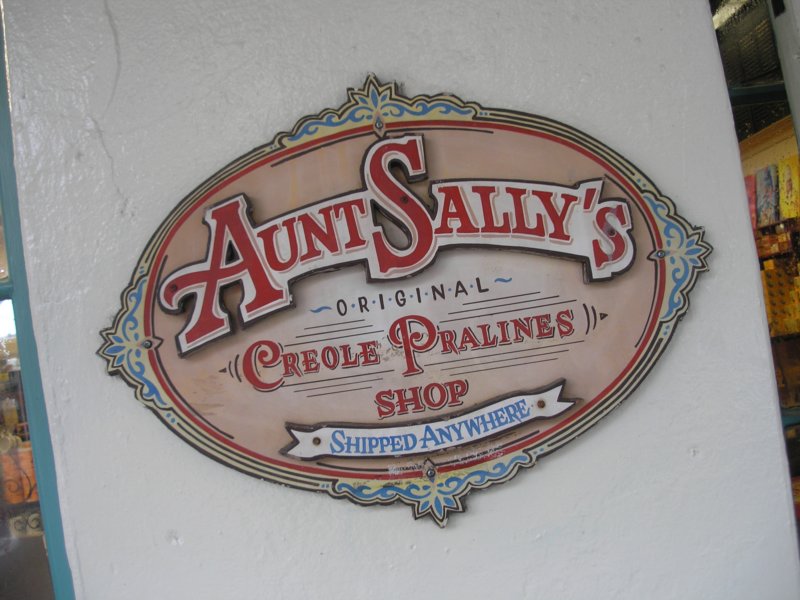 AUNT SALLY'S
~ORIGINAL~
CREOLE PRALINES
SHOP
SHIPPED ANYWHERE